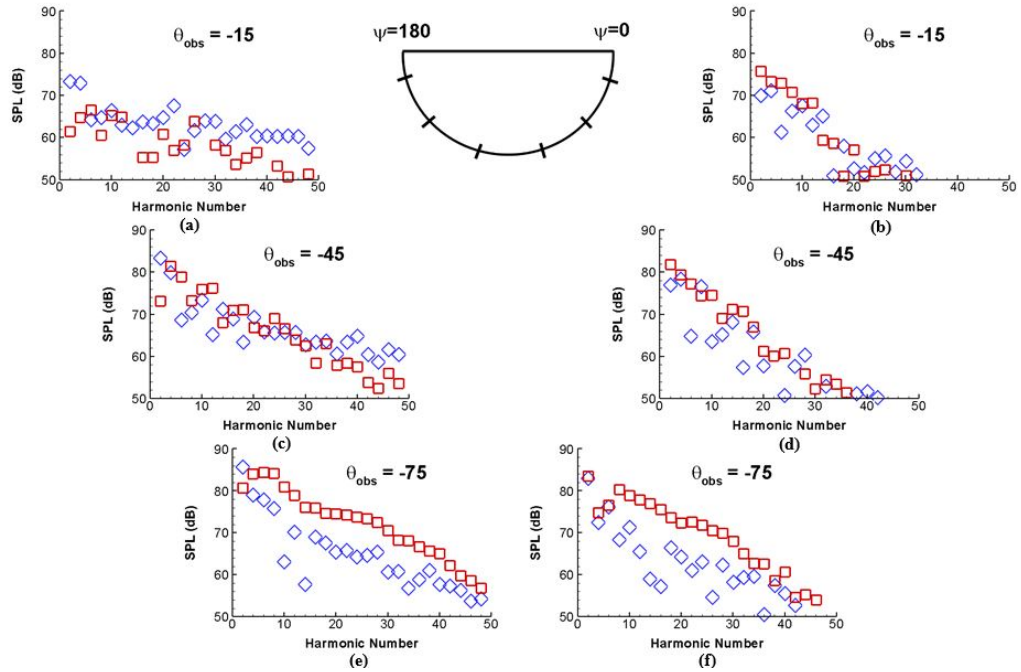 90
80
70
60
50
SPL (dB)
θobs = -15
0 10 20 30 40 50
Harmonic Number
(a)
ψ=180 ψ=0
90
80
70
60
50
SPL (dB)
θobs = -15
0 10 20 30 40 50
Harmonic Number
(b)
90
80
70
60
50
SPL (dB)
θobs = -45
0 10 20 30 40 50
Harmonic Number
(c)
90
80
70
60
50
SPL (dB)
θobs = -45
0 10 20 30 40 50
Harmonic Number
(d)
90
80
70
60
50
SPL (dB)
θobs = -75
0 10 20 30 40 50
Harmonic Number
(e)
90
80
70
60
50
SPL (dB)
θobs = -75
0 10 20 30 40 50
Harmonic Number
(f)